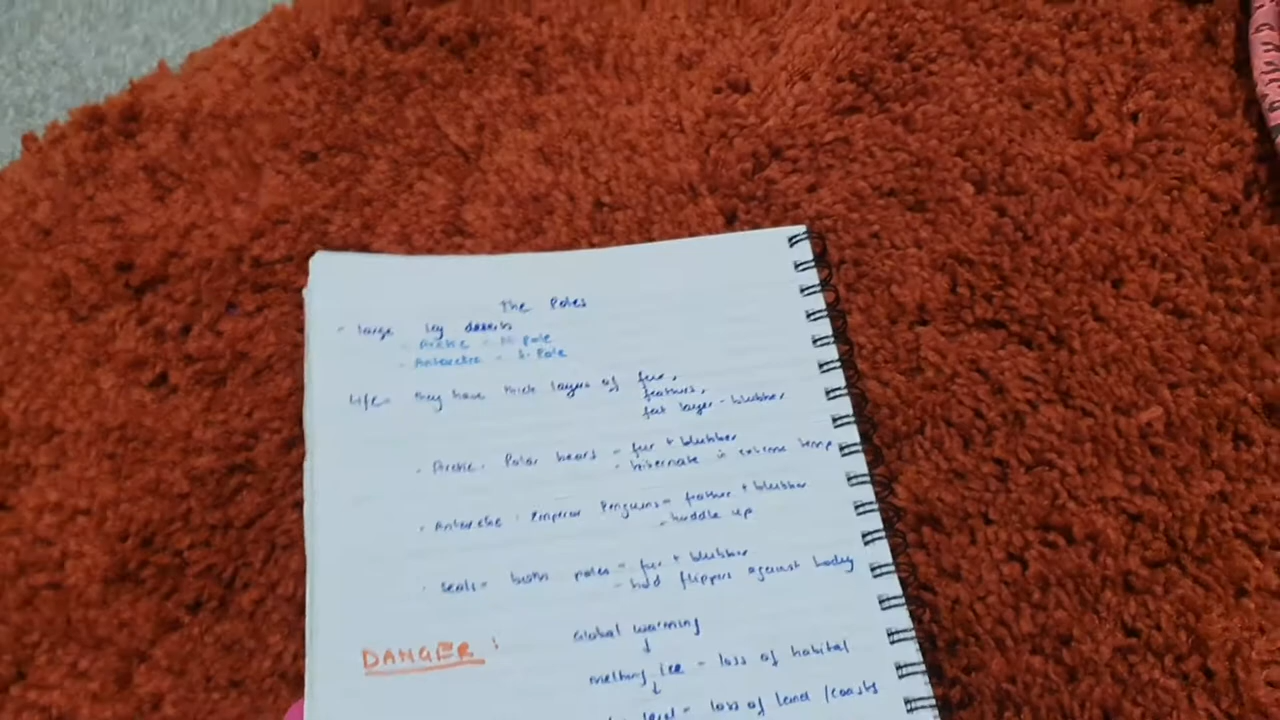 The Poles
- large icy deserts
- Arctic = N. Pole
- Antarctic = S. Pole
Life = they have thick layers of fur,
feathers,
fat layer - blubber
. Arctic . Polar bears = fur + blubber
- hibernate in extreme temp
. Antarctic : Emperor Penguins = feather + blubber
- huddle up
. Seals = both poles = fur + blubber
- hold flippers against body
DANGER :
Global warming
↓
melting ice = loss of habitat
↓
level = loss of land / coasts